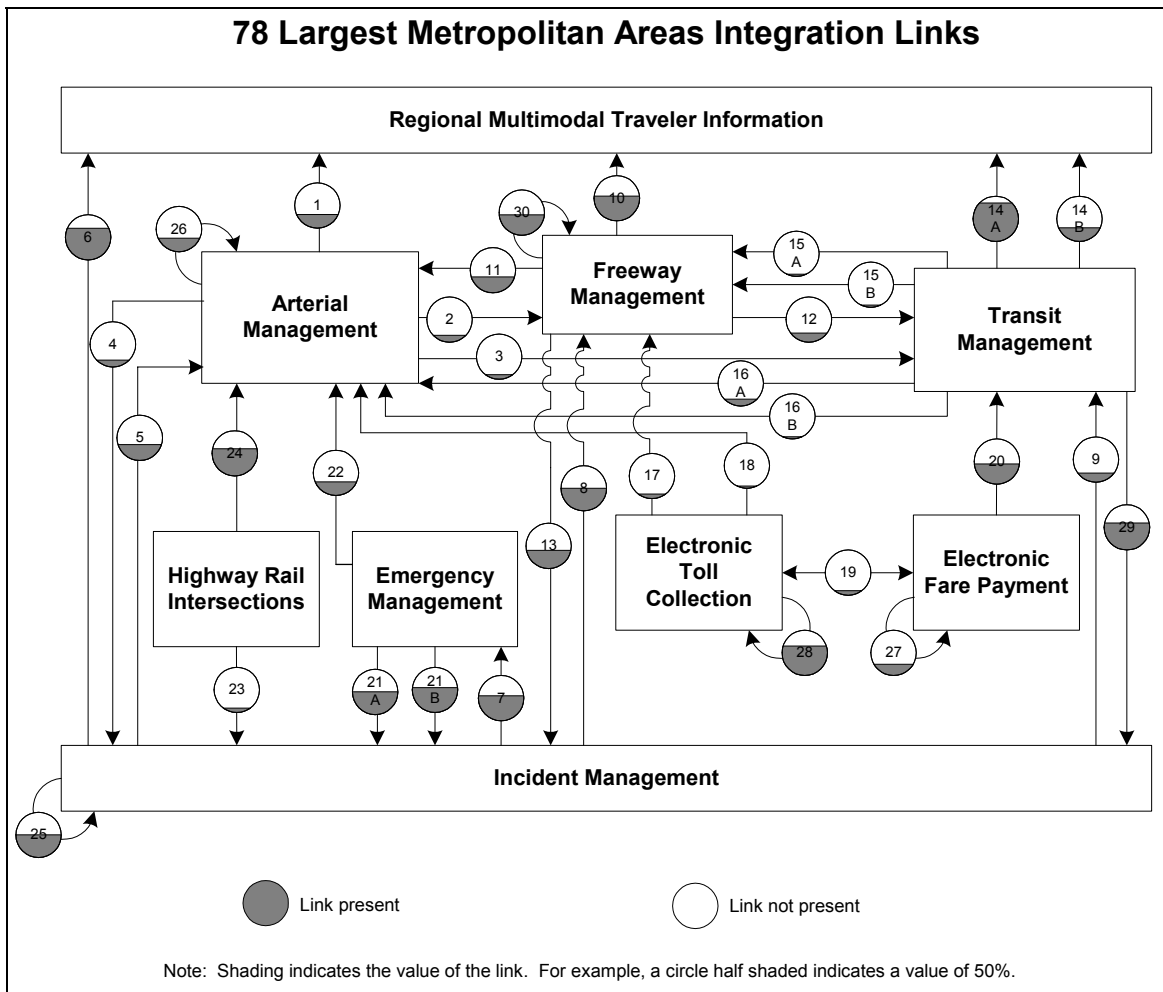 78 Largest Metropolitan Areas Integration Links
Regional Multimodal Traveler Information
6
1
10
14
A
14
B
26
30
11
15
A
15
B
Arterial
Management
Freeway
Management
Transit
Management
4
2
12
3
16
A
16
B
5
24
22
17
18
20
9
8
13
29
Highway Rail
Intersections
Emergency
Management
Electronic
Toll
Collection
19
Electronic
Fare Payment
28
27
23
21
A
21
B
7
Incident Management
25
Link present
Link not present
Note: Shading indicates the value of the link. For example, a circle half shaded indicates a value of 50%.